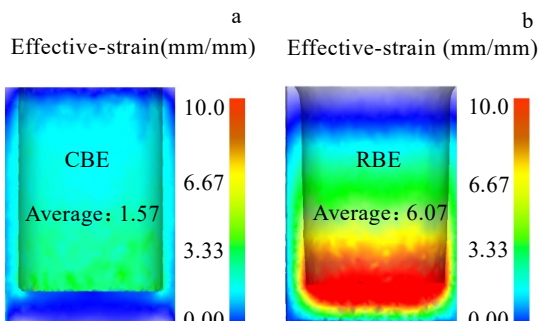 a
Effective-strain(mm/mm)
CBE
Average: 1.57
10.0
6.67
3.33
0.00
b
Effective-strain (mm/mm)
RBE
Average: 6.07
10.0
6.67
3.33
0.00